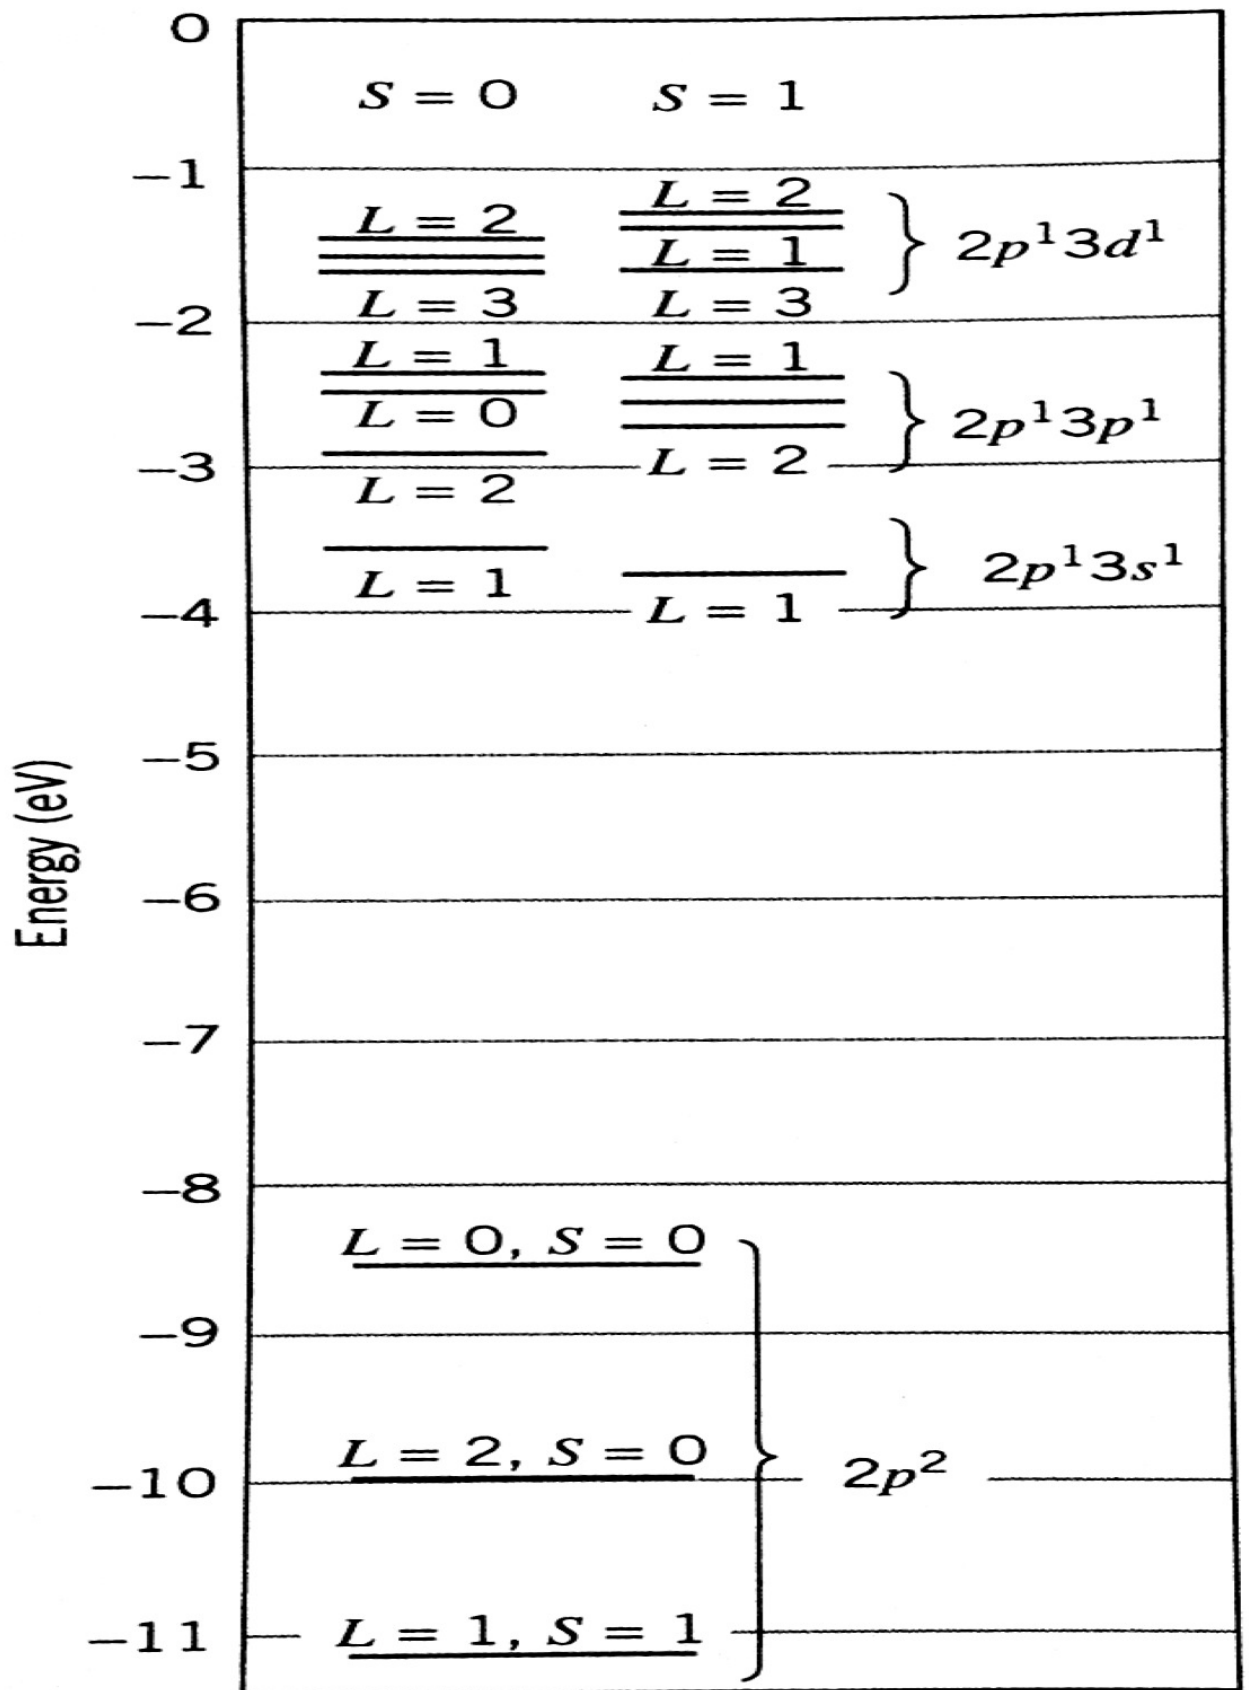 0
S = 0 S = 1
−1
L = 2
L = 2
L = 1
2p¹3d¹
L = 3 L = 3
−2
L = 1 L = 1
L = 0
2p¹3p¹
−3
L = 2
L = 2
2p¹3s¹
L = 1
L = 1
−4
−5
Energy (eV)
−6
−7
−8
L = 0, S = 0
−9
L = 2, S = 0
−10
2p²
L = 1, S = 1
−11